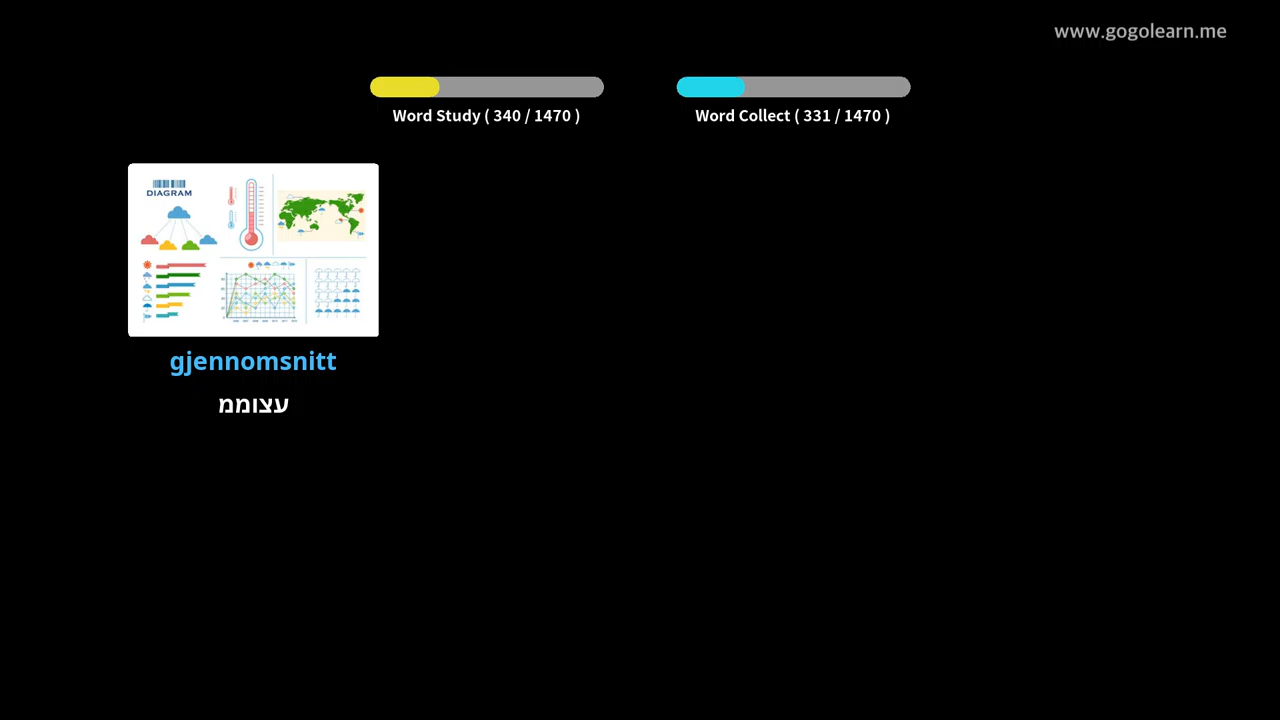 www.gogolearn.me
Word Study ( 340 / 1470 )
Word Collect ( 331 / 1470 )
DIAGRAM
gjennomsnitt
ממוצע